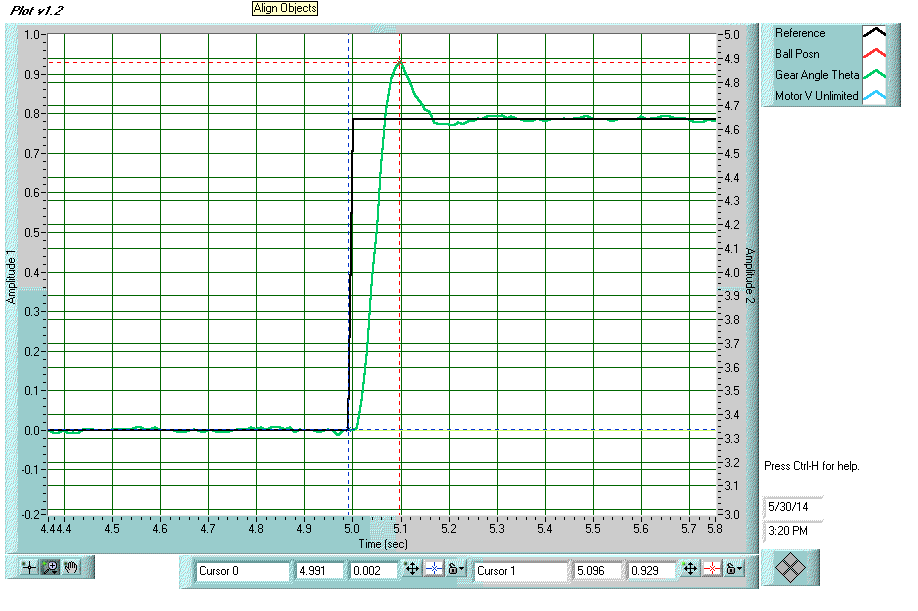 Plot v1.2
Align Objects
Reference
Ball Posn
Gear Angle Theta
Motor V Unlimited
Amplitude 1
1.0
0.9
0.8
0.7
0.6
0.5
0.4
0.3
0.2
0.1
0.0
-0.1
-0.2
5.0
4.9
4.8
4.7
4.6
4.5
4.4
4.3
4.2
4.1
4.0
3.9
3.8
3.7
3.6
3.5
3.4
3.3
3.2
3.1
3.0
Amplitude 2
4.44.4 4.5 4.6 4.7 4.8 4.9 5.0 5.1 5.2 5.3 5.4 5.5 5.6 5.7 5.8
Time (sec)
Press Ctrl-H for help.
5/30/14
3:20 PM
Cursor 0 4.991 0.002 Cursor 1 5.096 0.929